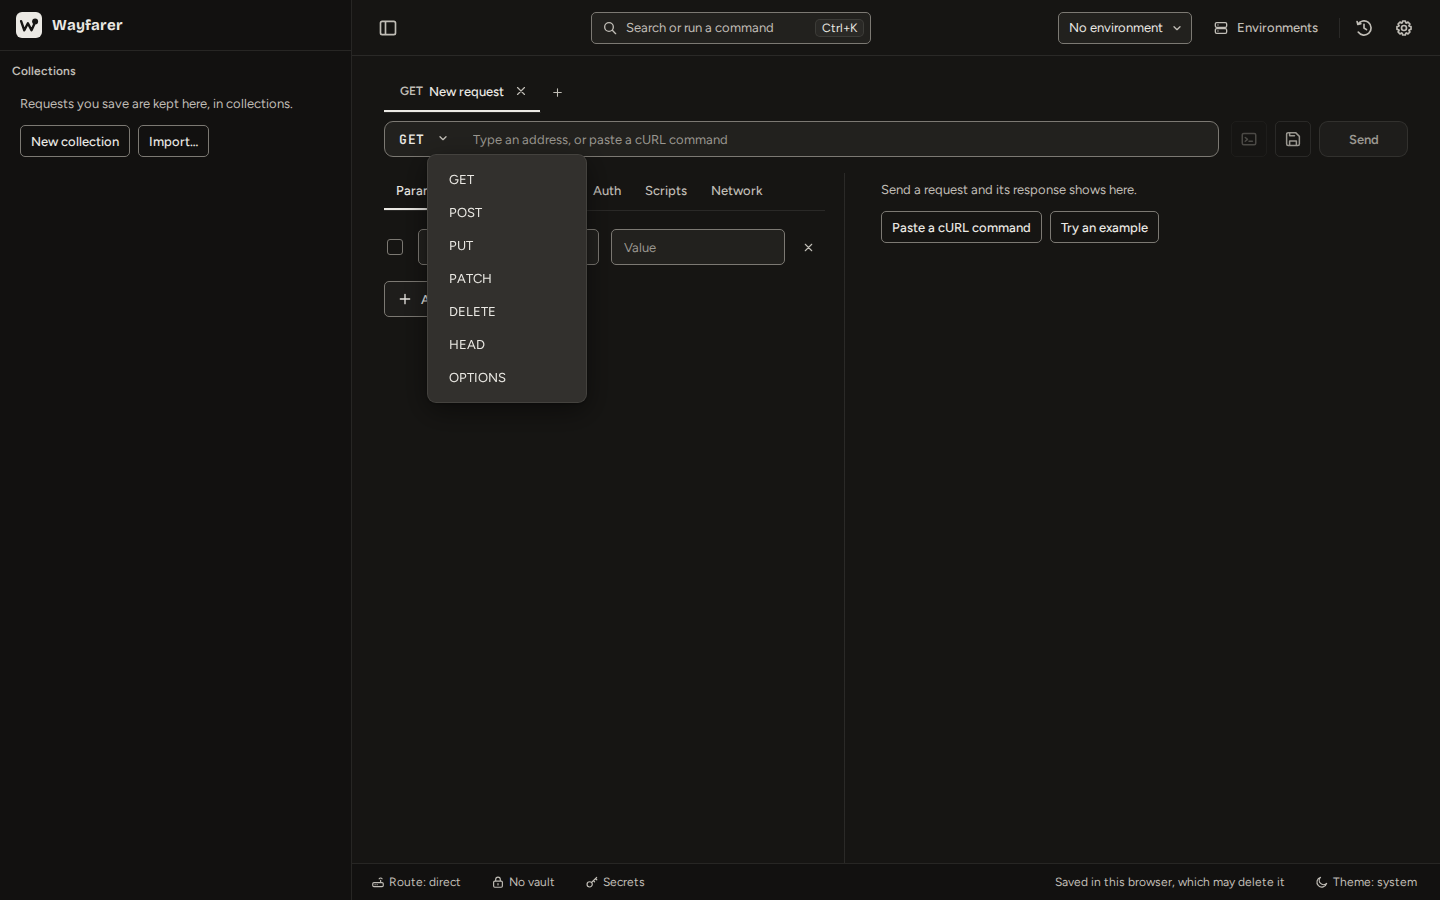 Wayfarer
Search or run a command
Ctrl+K
No environment
Environments
Collections
Requests you save are kept here, in collections.
New collection
Import...
GET New request
GET
Type an address, or paste a cURL command
Send
GET
POST
PUT
PATCH
DELETE
HEAD
OPTIONS
Auth
Scripts
Network
Value
Send a request and its response shows here.
Paste a cURL command
Try an example
Route: direct
No vault
Secrets
Saved in this browser, which may delete it
Theme: system